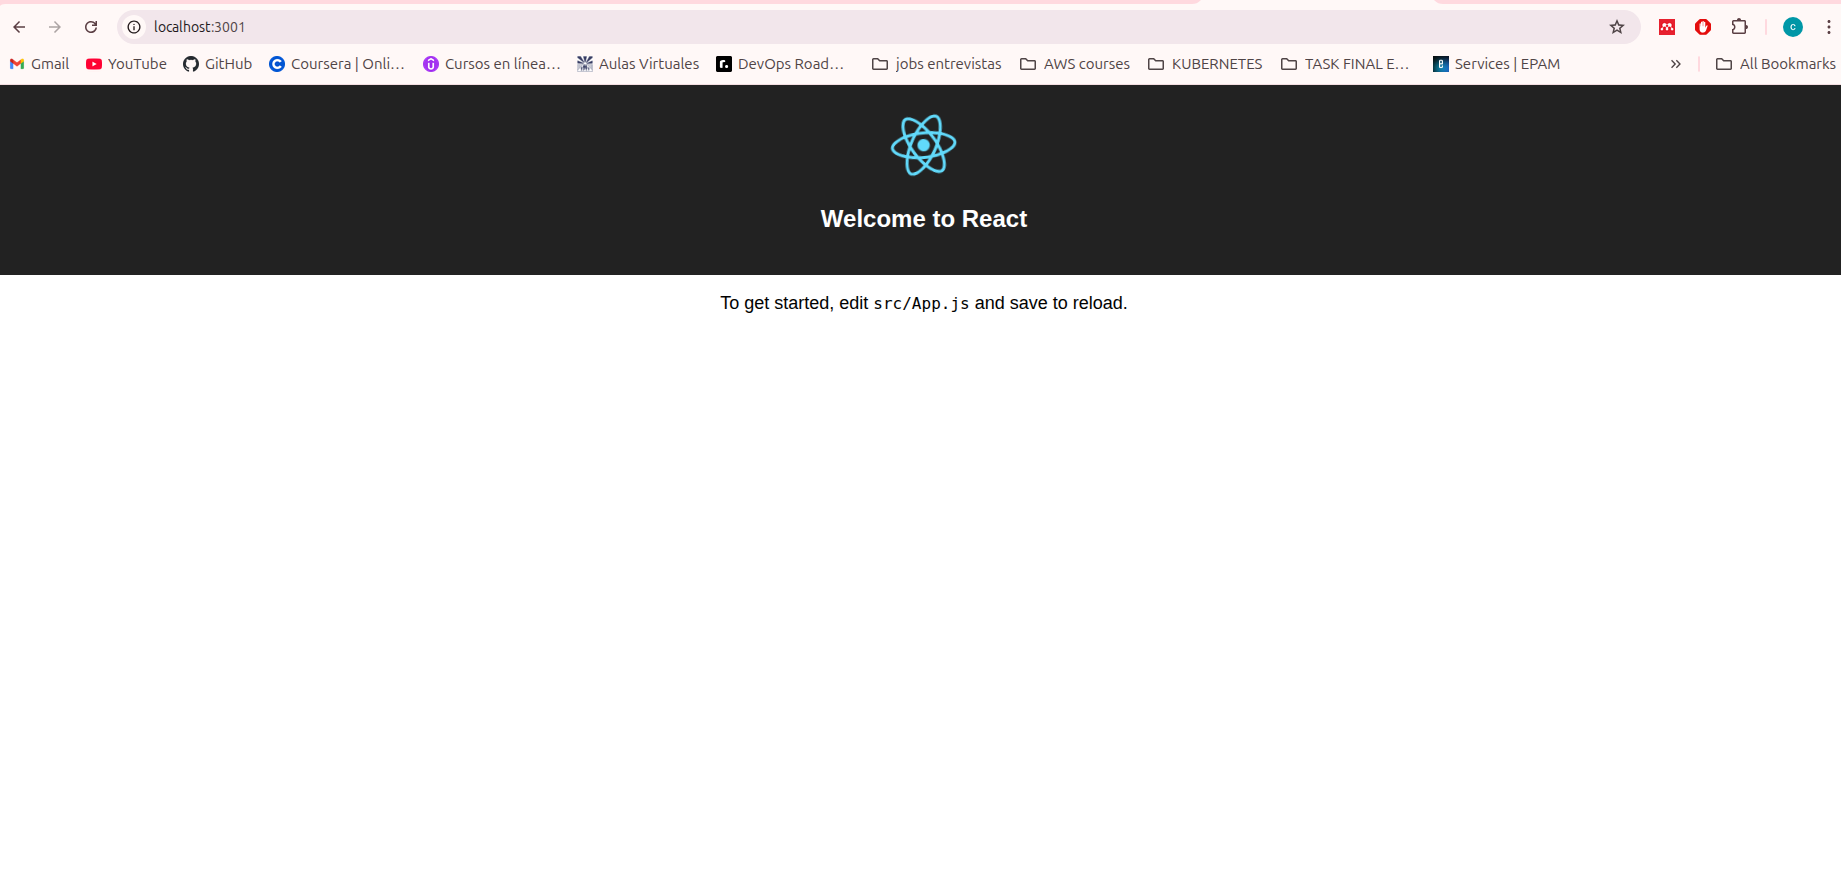 localhost:3001
Gmail YouTube GitHub Coursera | Onli... Cursos en línea... Aulas Virtuales DevOps Road... jobs entrevistas AWS courses KUBERNETES TASK FINAL E... Services | EPAM » All Bookmarks
Welcome to React
To get started, edit src/App.js and save to reload.